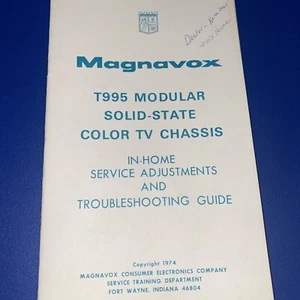 Magnavox
T995 MODULAR
SOLID-STATE
COLOR TV CHASSIS
IN-HOME
SERVICE ADJUSTMENTS
AND
TROUBLESHOOTING GUIDE
Copyright 1974
MAGNAVOX CONSUMER ELECTRONICS COMPANY
SERVICE TRAINING DEPARTMENT
FORT WAYNE, INDIANA 46804